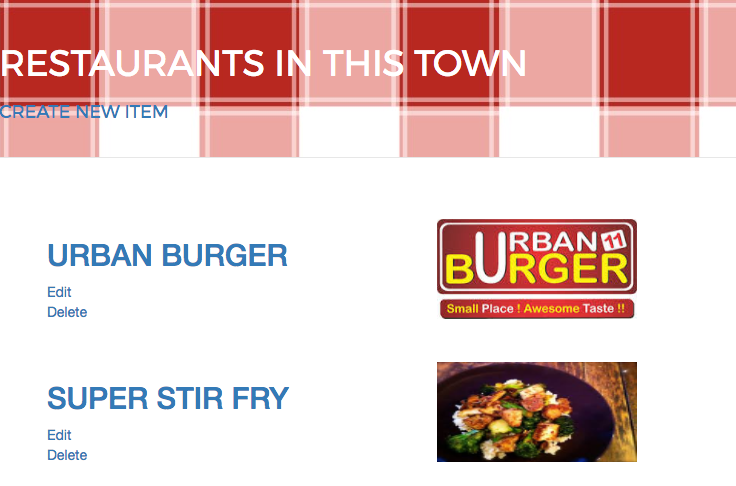 RESTAURANTS IN THIS TOWN
CREATE NEW ITEM
URBAN BURGER
Edit
Delete
URBAN 11
BURGER
Small Place ! Awesome Taste !!
SUPER STIR FRY
Edit
Delete